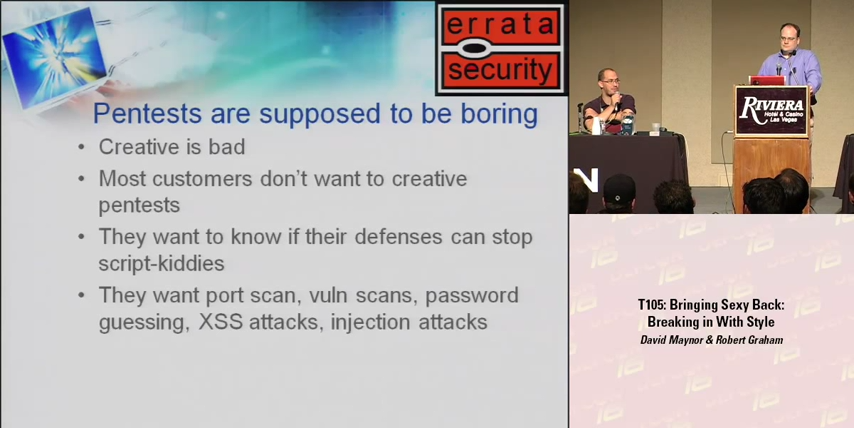 errata
security
Pentests are supposed to be boring
• Creative is bad
• Most customers don't want to creative
pentests
• They want to know if their defenses can stop
script-kiddies
• They want port scan, vuln scans, password
guessing, XSS attacks, injection attacks
RIVIERA
Hotel & Casino
Las Vegas
N
T105: Bringing Sexy Back:
Breaking in With Style
David Maynor & Robert Graham